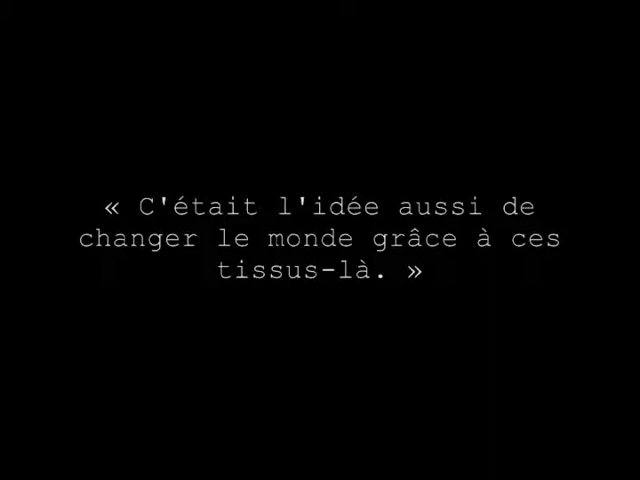 « C'était l'idée aussi de
changer le monde grâce à ces
tissus-là. »